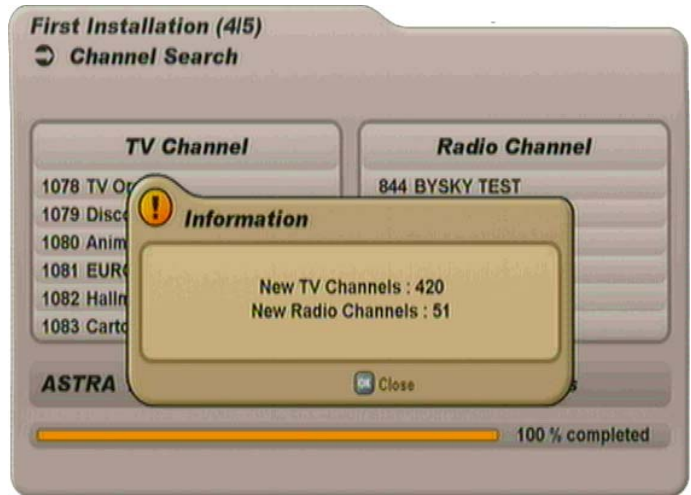 First Installation (4/5)
Channel Search
TV Channel
Radio Channel
1078 TV
844 BYSKY TEST
1079
1080
1081
1082
1083
Information
New TV Channels : 420
New Radio Channels : 51
OK Close
ASTRA
100 % completed